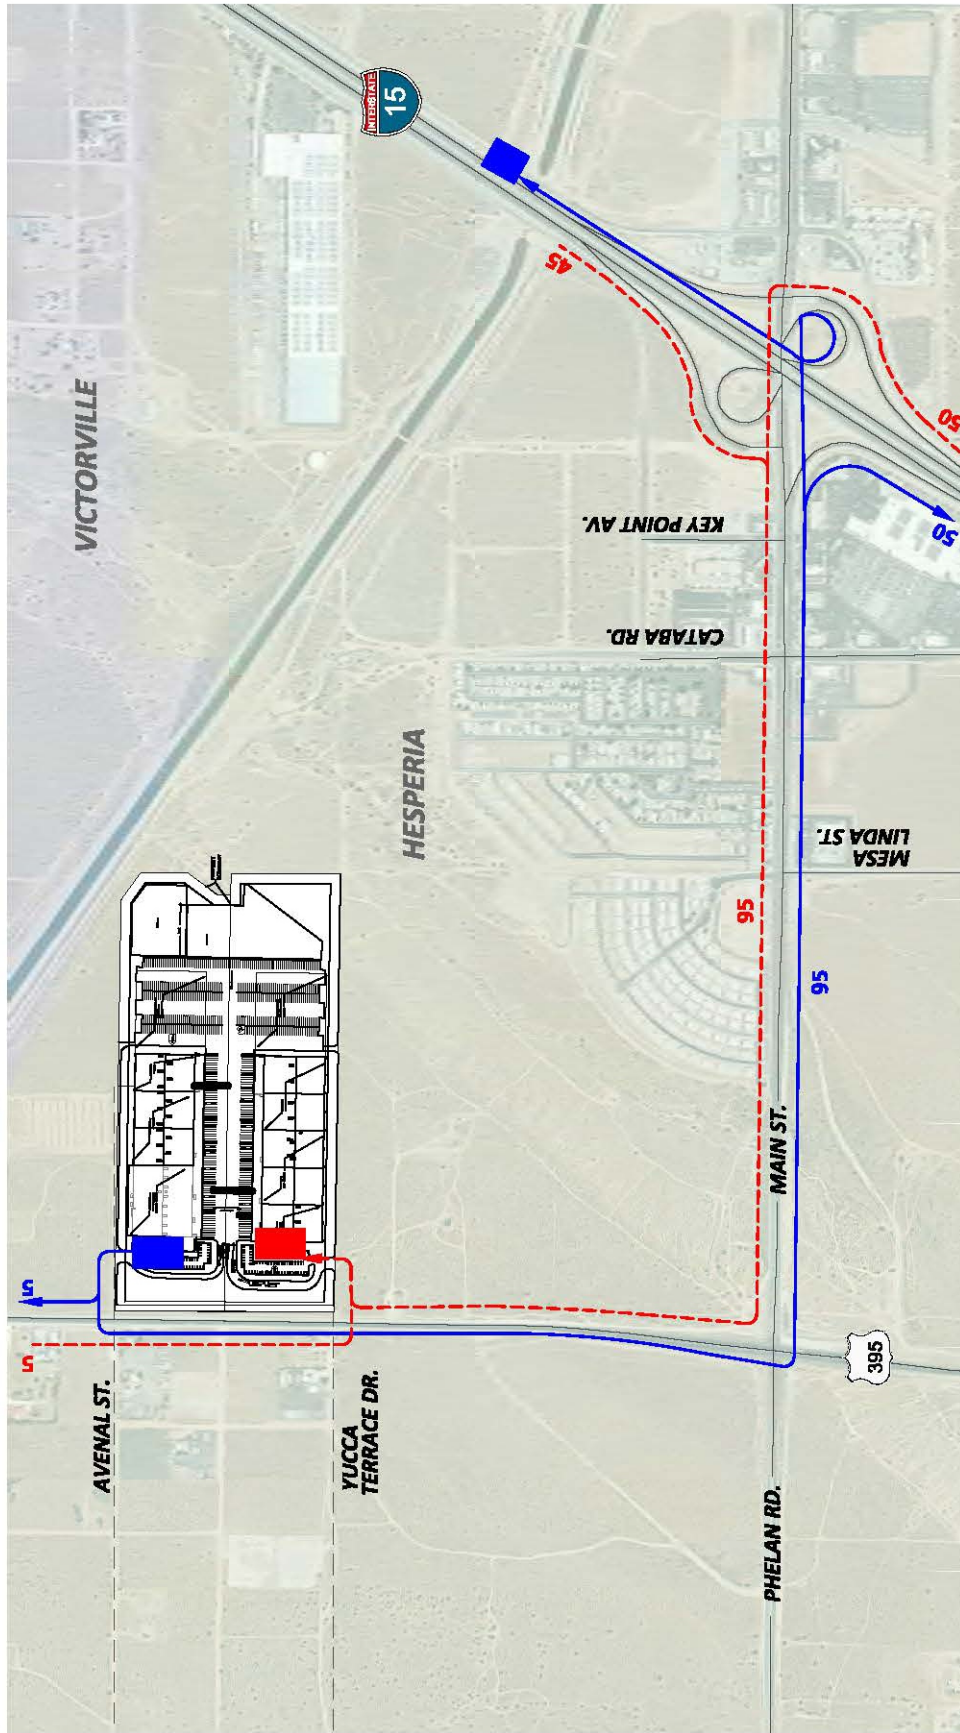 VICTORVILLE
INTERSTATE
15
45
50
50
KEY POINT AV.
CATABA RD.
HESPERIA
MESA
LINDA ST.
95
95
MAIN ST.
5
5
395
AVENAL ST.
YUCCA
TERRACE DR.
PHELAN RD.